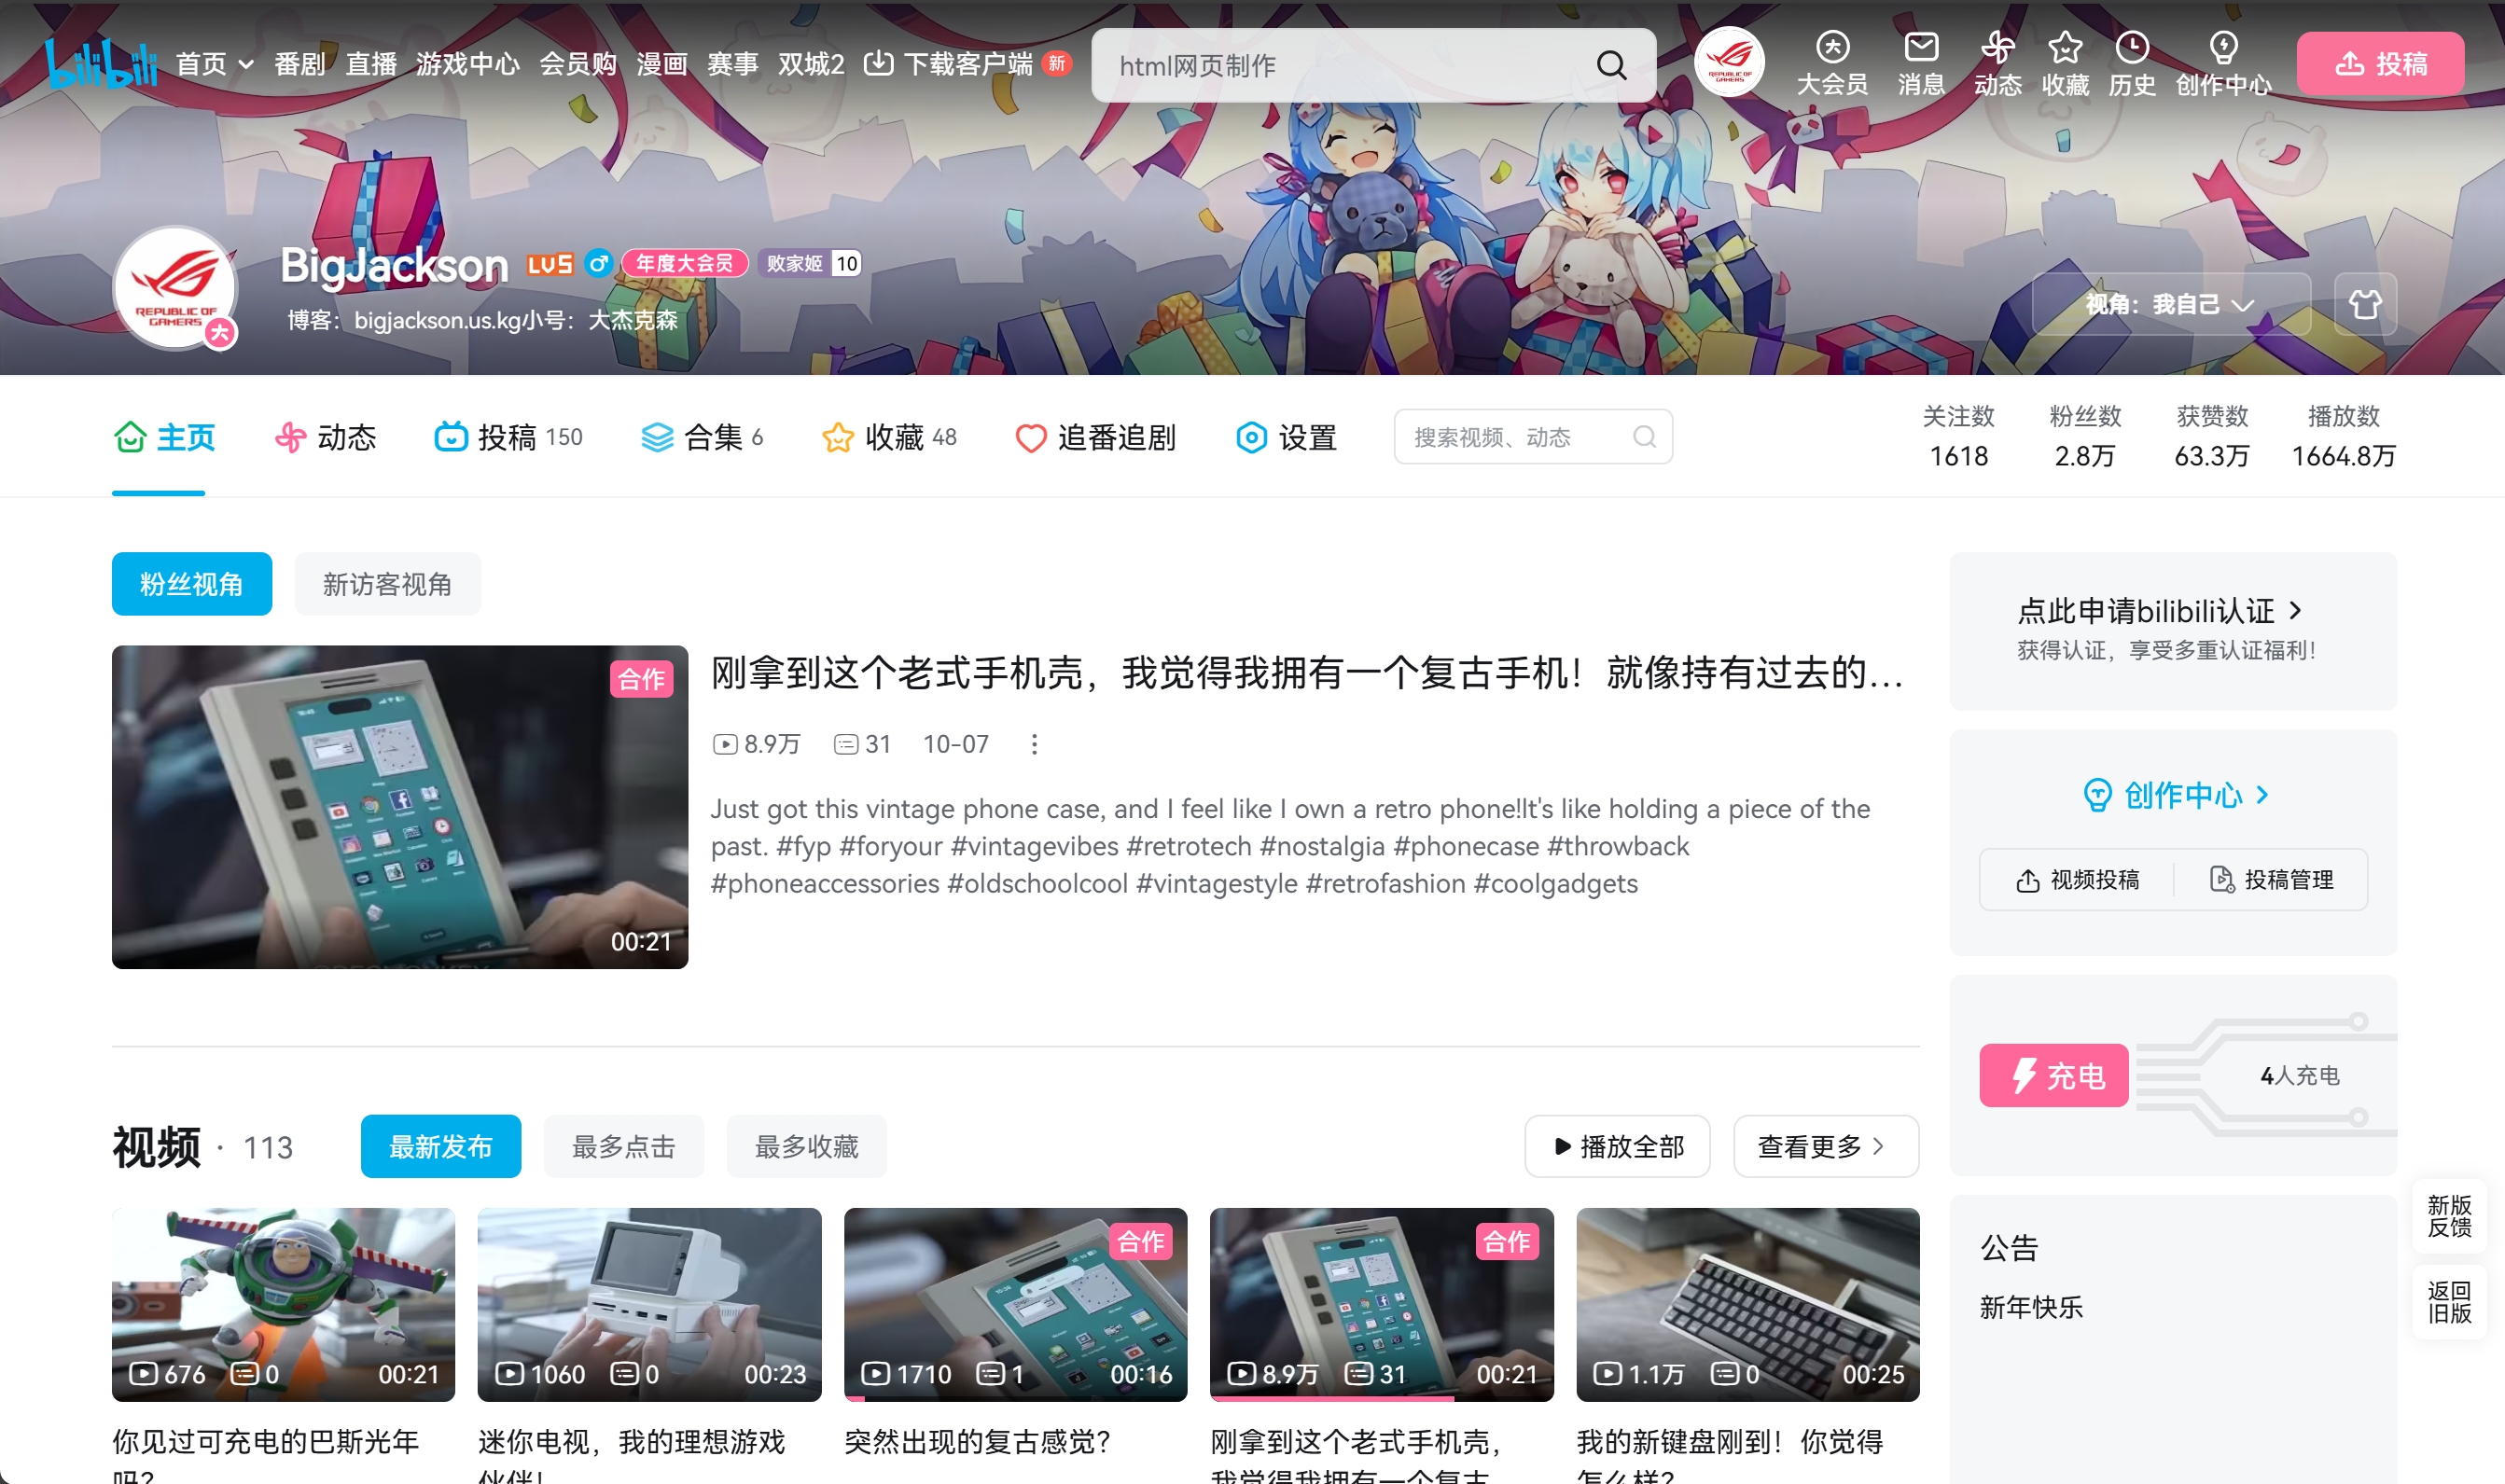 bilibili 首页 番剧 直播 游戏中心 会员购 漫画 赛事 双城2 下载客户端 新
html网页制作
大会员 消息 动态 收藏 历史 创作中心 投稿
REPUBLIC OF GAMERS
BigJackson LV5 年度大会员 败家姬 10
博客：bigjackson.us.kg小号：大杰克森
REPUBLIC OF GAMERS
大
视角：我自己
主页 动态 投稿 150 合集 6 收藏 48 追番追剧 设置
搜索视频、动态
关注数 粉丝数 获赞数 播放数
1618 2.8万 63.3万 1664.8万
粉丝视角 新访客视角
合作
00:21
刚拿到这个老式手机壳，我觉得我拥有一个复古手机！就像持有过去的...
8.9万 31 10-07
Just got this vintage phone case, and I feel like I own a retro phone!It's like holding a piece of the
past. #fyp #foryour #vintagevibes #retrotech #nostalgia #phonecase #throwback
#phoneaccessories #oldschoolcool #vintagestyle #retrofashion #coolgadgets
点此申请bilibili认证
获得认证，享受多重认证福利！
创作中心
视频投稿 投稿管理
充电
4人充电
公告
新年快乐
新版
反馈
返回
旧版
视频 · 113
最新发布 最多点击 最多收藏
播放全部 查看更多
676 0 00:21
你见过可充电的巴斯光年
吗？
1060 0 00:23
迷你电视，我的理想游戏
伙伴！
合作
1710 1 00:16
突然出现的复古感觉？
合作
8.9万 31 00:21
刚拿到这个老式手机壳，
我觉得我拥有一个复古
1.1万 0 00:25
我的新键盘刚到！你觉得
怎么样？